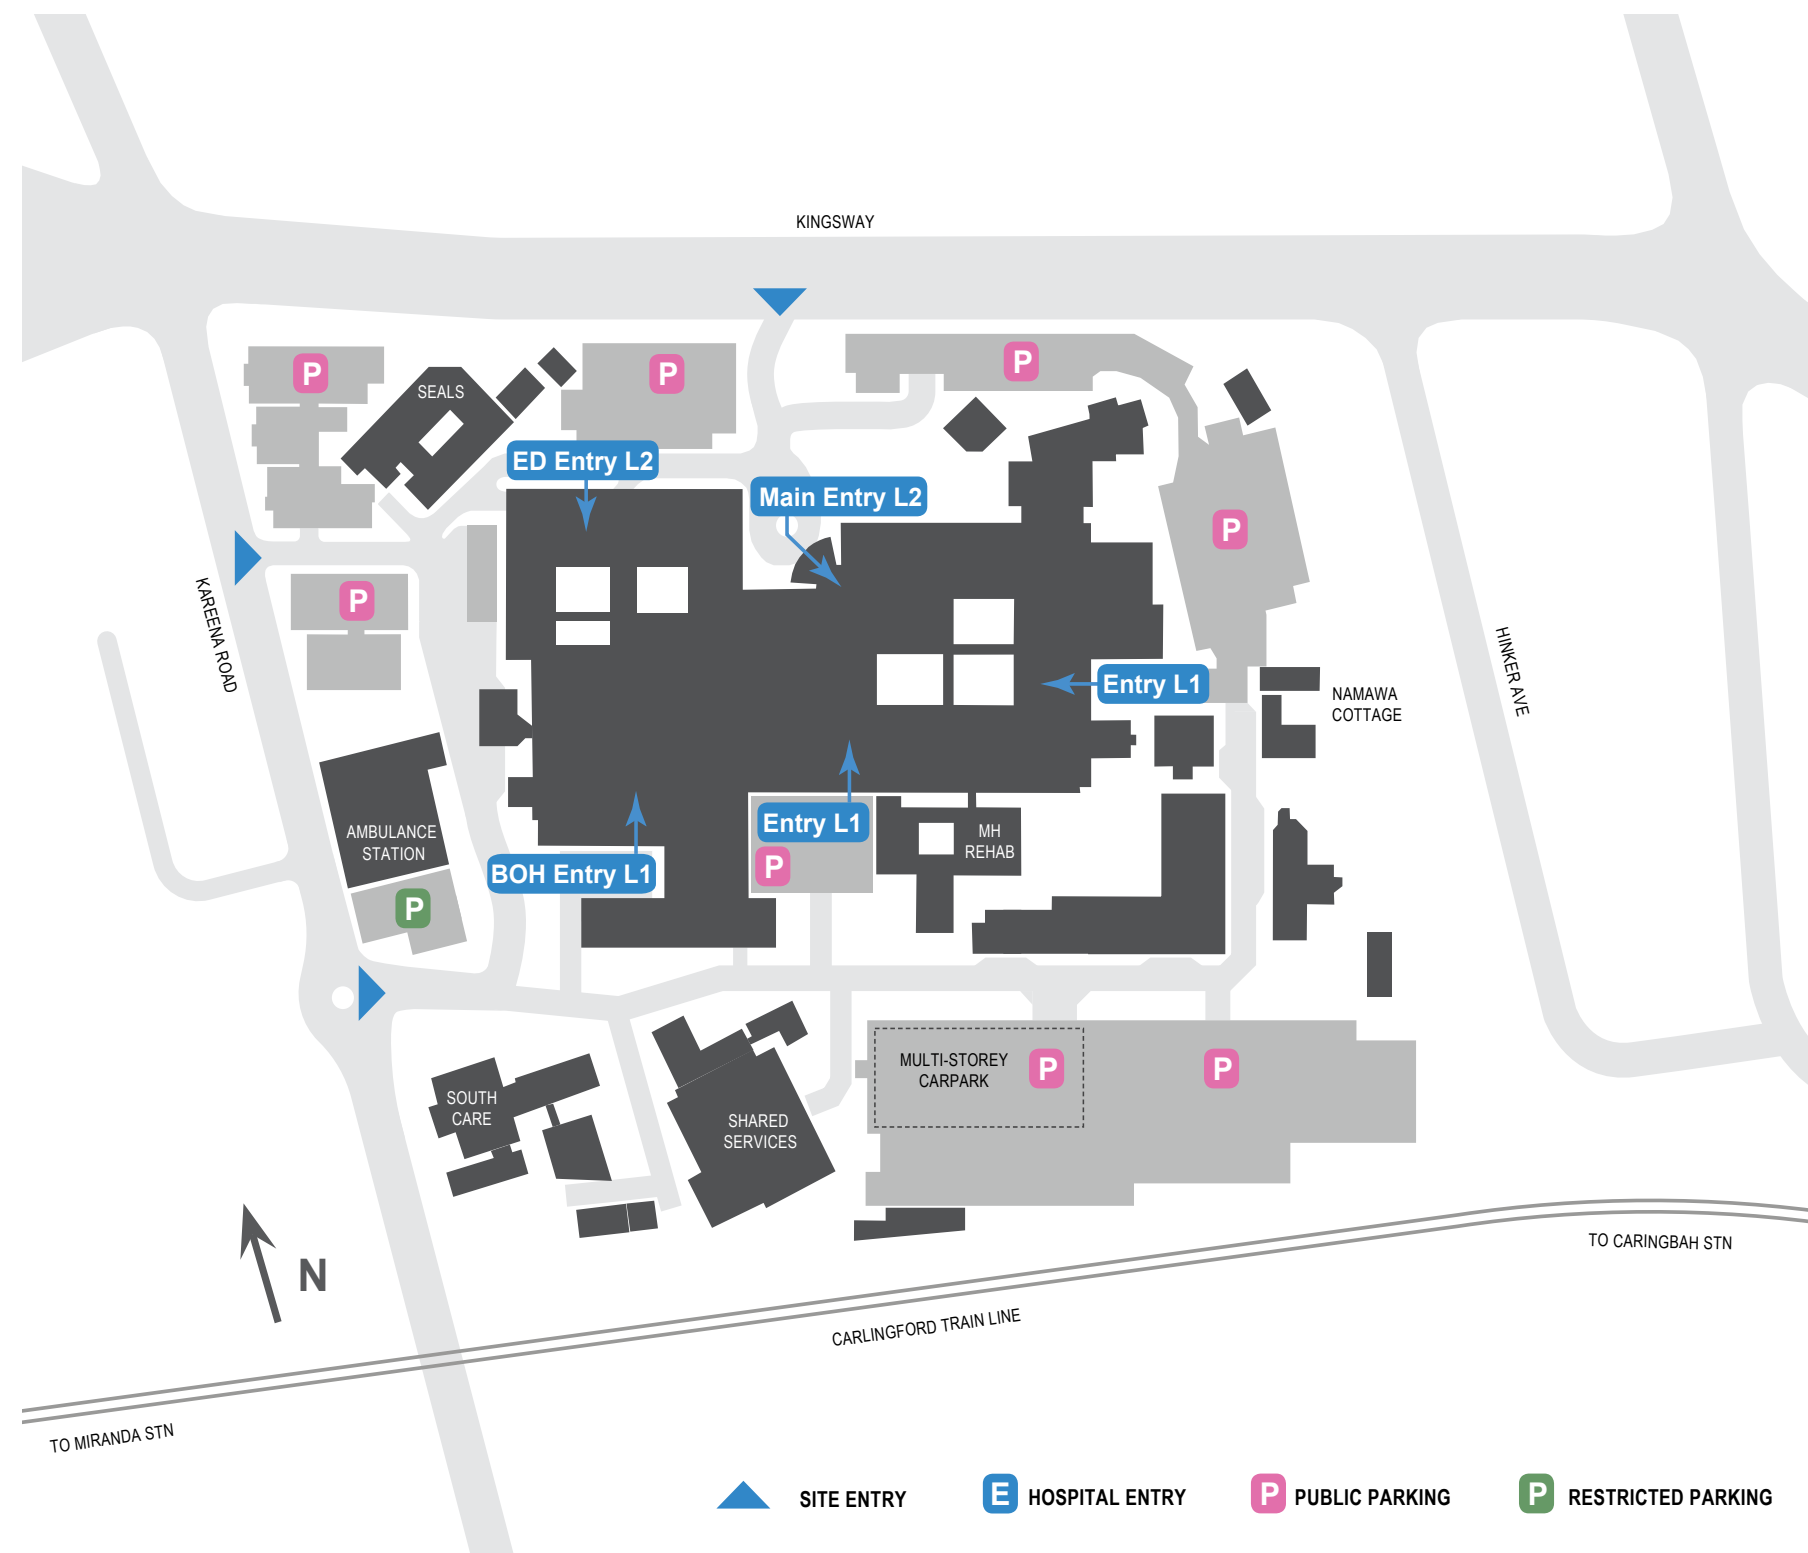 KINGSWAY
P
P
P
SEALS
ED Entry L2
Main Entry L2
P
KAREENA ROAD
P
HINKER AVE
Entry L1
NAMAWA
COTTAGE
AMBULANCE
STATION
Entry L1
MH
REHAB
P
BOH Entry L1
P
MULTI-STOREY
CARPARK
P
P
SOUTH
CARE
SHARED
SERVICES
N
TO CARINGBAH STN
CARLINGFORD TRAIN LINE
TO MIRANDA STN
SITE ENTRY
E HOSPITAL ENTRY
P PUBLIC PARKING
P RESTRICTED PARKING